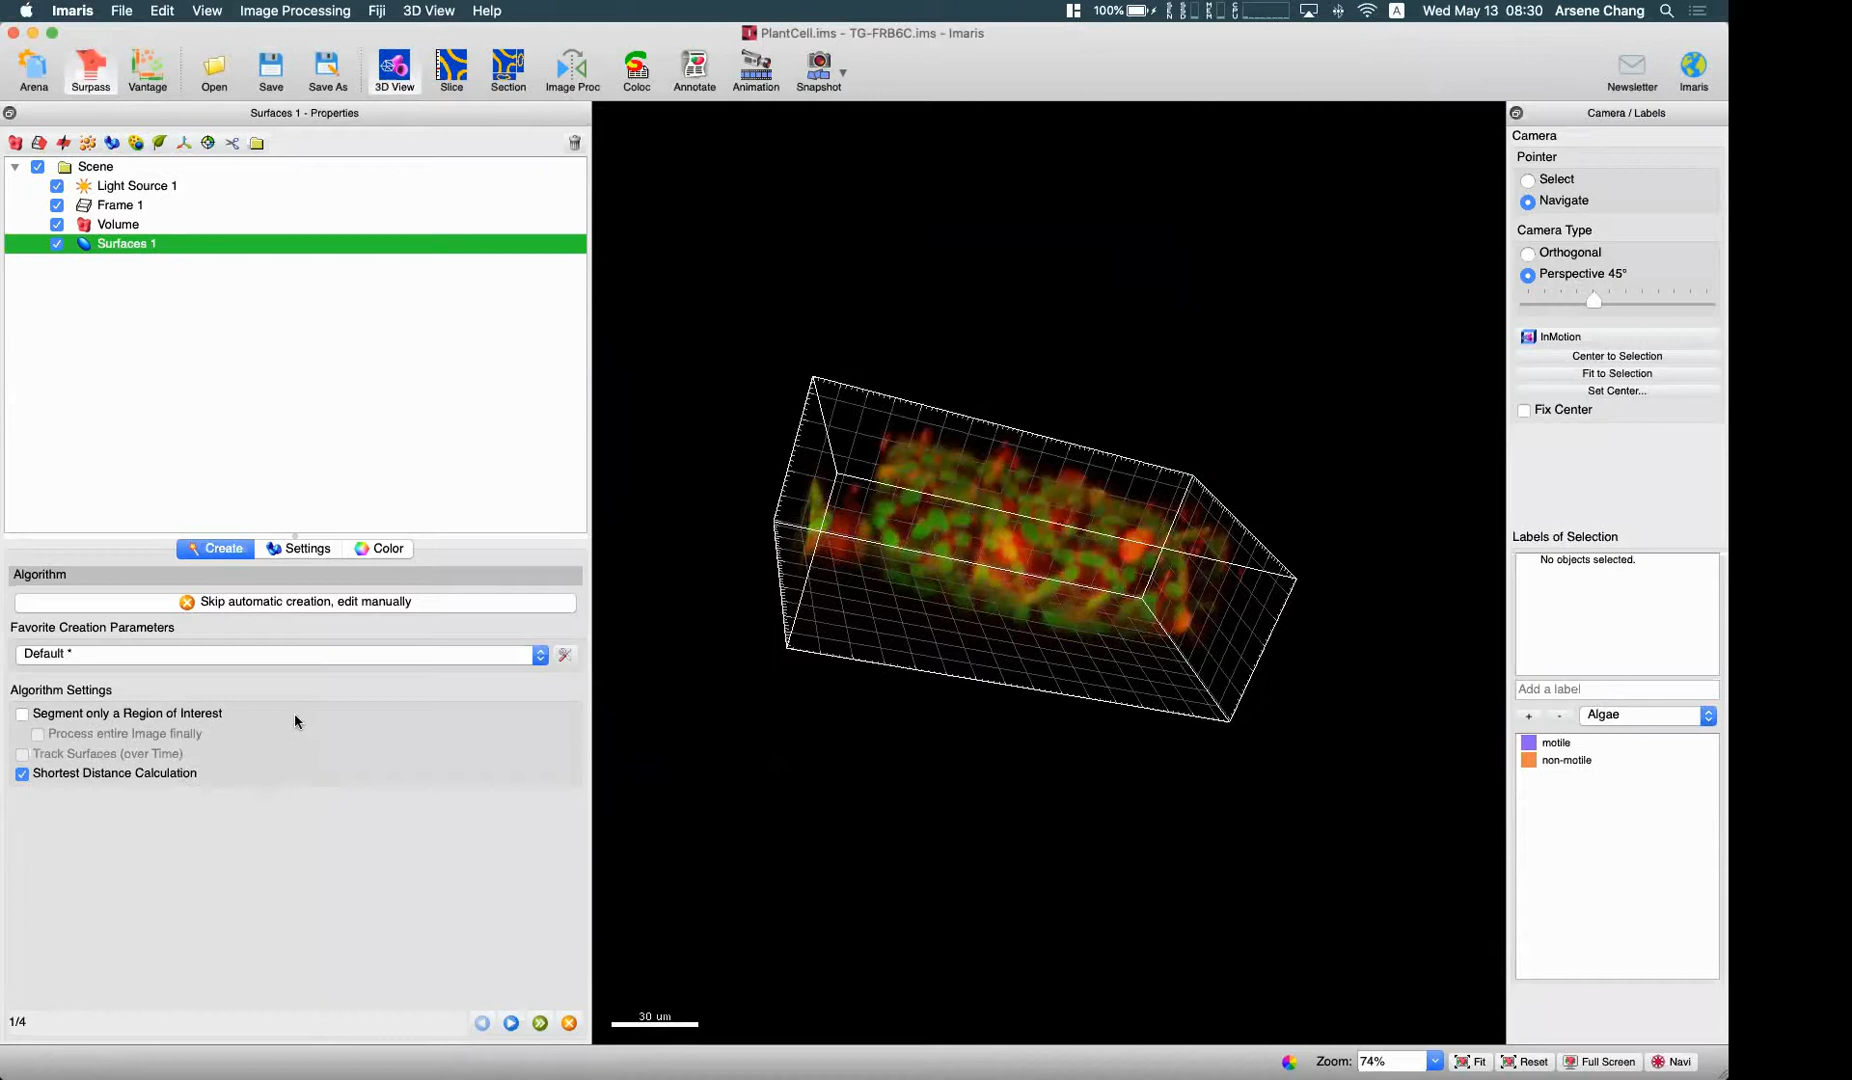 Imaris File Edit View Image Processing Fiji 3D View Help 100% A Wed May 13 08:30 Arsene Chang
PlantCell.ims - TG-FRB6C.ims - Imaris
Arena Surpass Vantage Open Save Save As 3D View Slice Section Image Proc Coloc Annotate Animation Snapshot Newsletter Imaris
Surfaces 1 - Properties
Camera / Labels
Scene
Light Source 1
Frame 1
Volume
Surfaces 1
Create Settings Color
Algorithm
Skip automatic creation, edit manually
Favorite Creation Parameters
Default *
Algorithm Settings
Segment only a Region of Interest
Process entire Image finally
Track Surfaces (over Time)
Shortest Distance Calculation
1/4
30 um
Camera
Pointer
Select
Navigate
Camera Type
Orthogonal
Perspective 45°
InMotion
Center to Selection
Fit to Selection
Set Center...
Fix Center
Labels of Selection
No objects selected.
Add a label
+ - Algae
motile
non-motile
Zoom: 74% Fit Reset Full Screen Navi